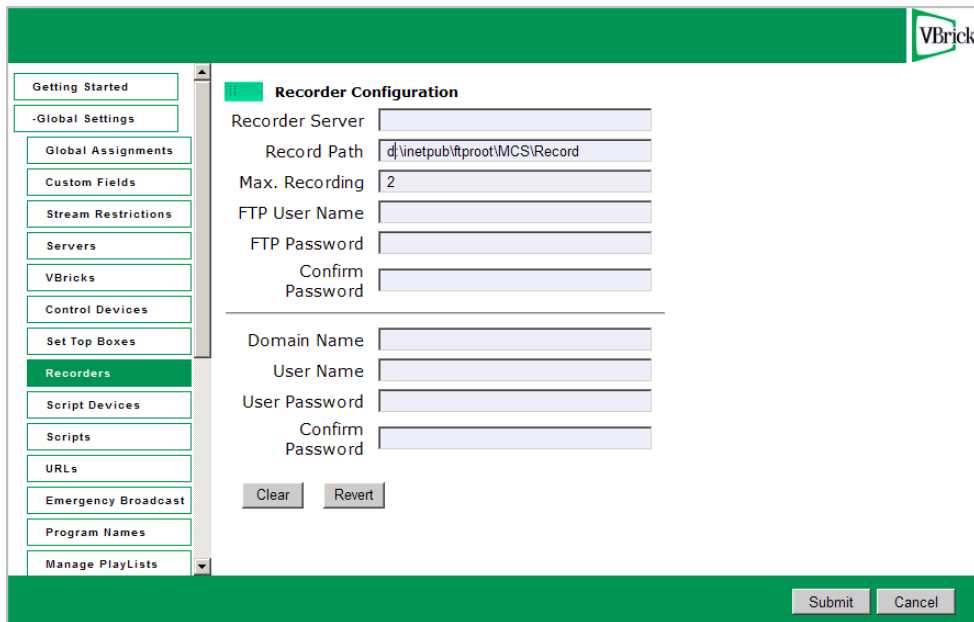 VBrick
Getting Started
-Global Settings
Global Assignments
Custom Fields
Stream Restrictions
Servers
VBricks
Control Devices
Set Top Boxes
Recorders
Script Devices
Scripts
URLs
Emergency Broadcast
Program Names
Manage PlayLists
Recorder Configuration
Recorder Server
Record Path d:\inetpub\ftproot\MCS\Record
Max. Recording 2
FTP User Name
FTP Password
Confirm
Password
Domain Name
User Name
User Password
Confirm
Password
Clear Revert
Submit Cancel